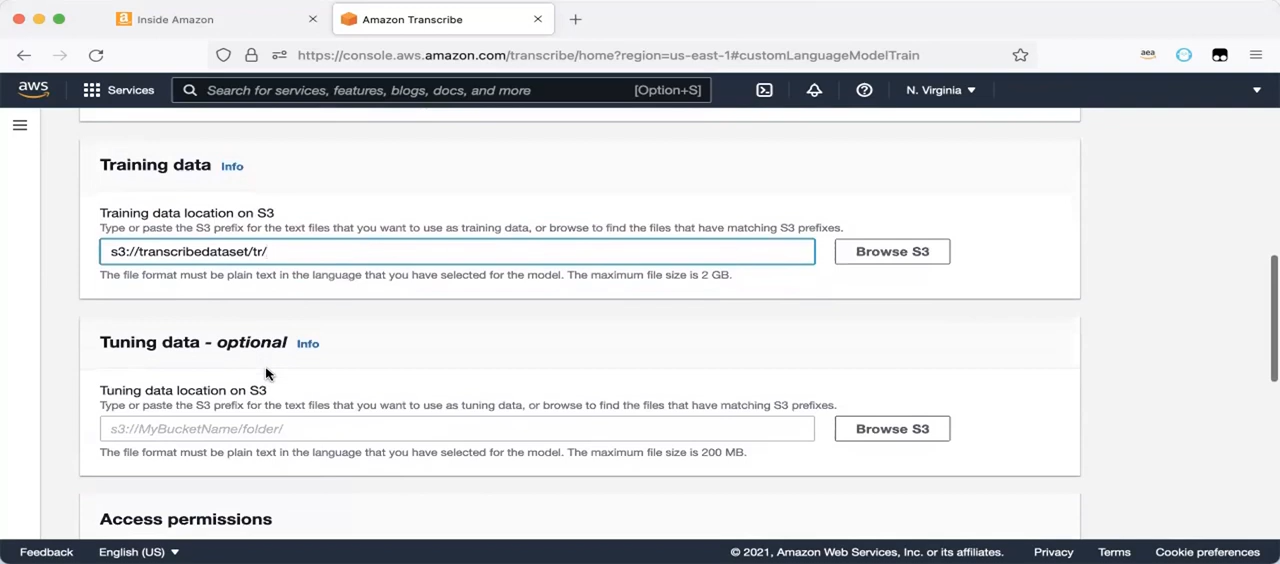 Inside Amazon
Amazon Transcribe
https://console.aws.amazon.com/transcribe/home?region=us-east-1#customLanguageModelTrain
aea
aws Services Search for services, features, blogs, docs, and more [Option+S] N. Virginia
Training data Info
Training data location on S3
Type or paste the S3 prefix for the text files that you want to use as training data, or browse to find the files that have matching S3 prefixes.
s3://transcribedataset/tr/ Browse S3
The file format must be plain text in the language that you have selected for the model. The maximum file size is 2 GB.
Tuning data - optional Info
Tuning data location on S3
Type or paste the S3 prefix for the text files that you want to use as tuning data, or browse to find the files that have matching S3 prefixes.
s3://MyBucketName/folder/ Browse S3
The file format must be plain text in the language that you have selected for the model. The maximum file size is 200 MB.
Access permissions
Feedback English (US) © 2021, Amazon Web Services, Inc. or its affiliates. Privacy Terms Cookie preferences